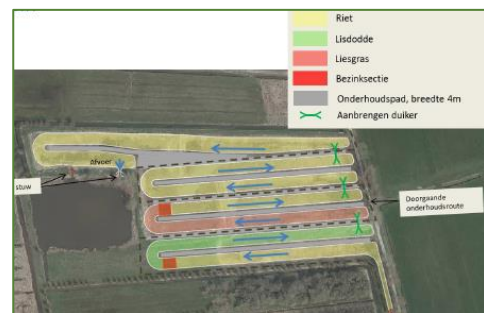 Riet
Lisdodde
Liesgras
Bezinksectie
Onderhoudspad, breedte 4m
Aanbrengen duiker
afvoer
stuw
Doorgaande
onderhoudsroute